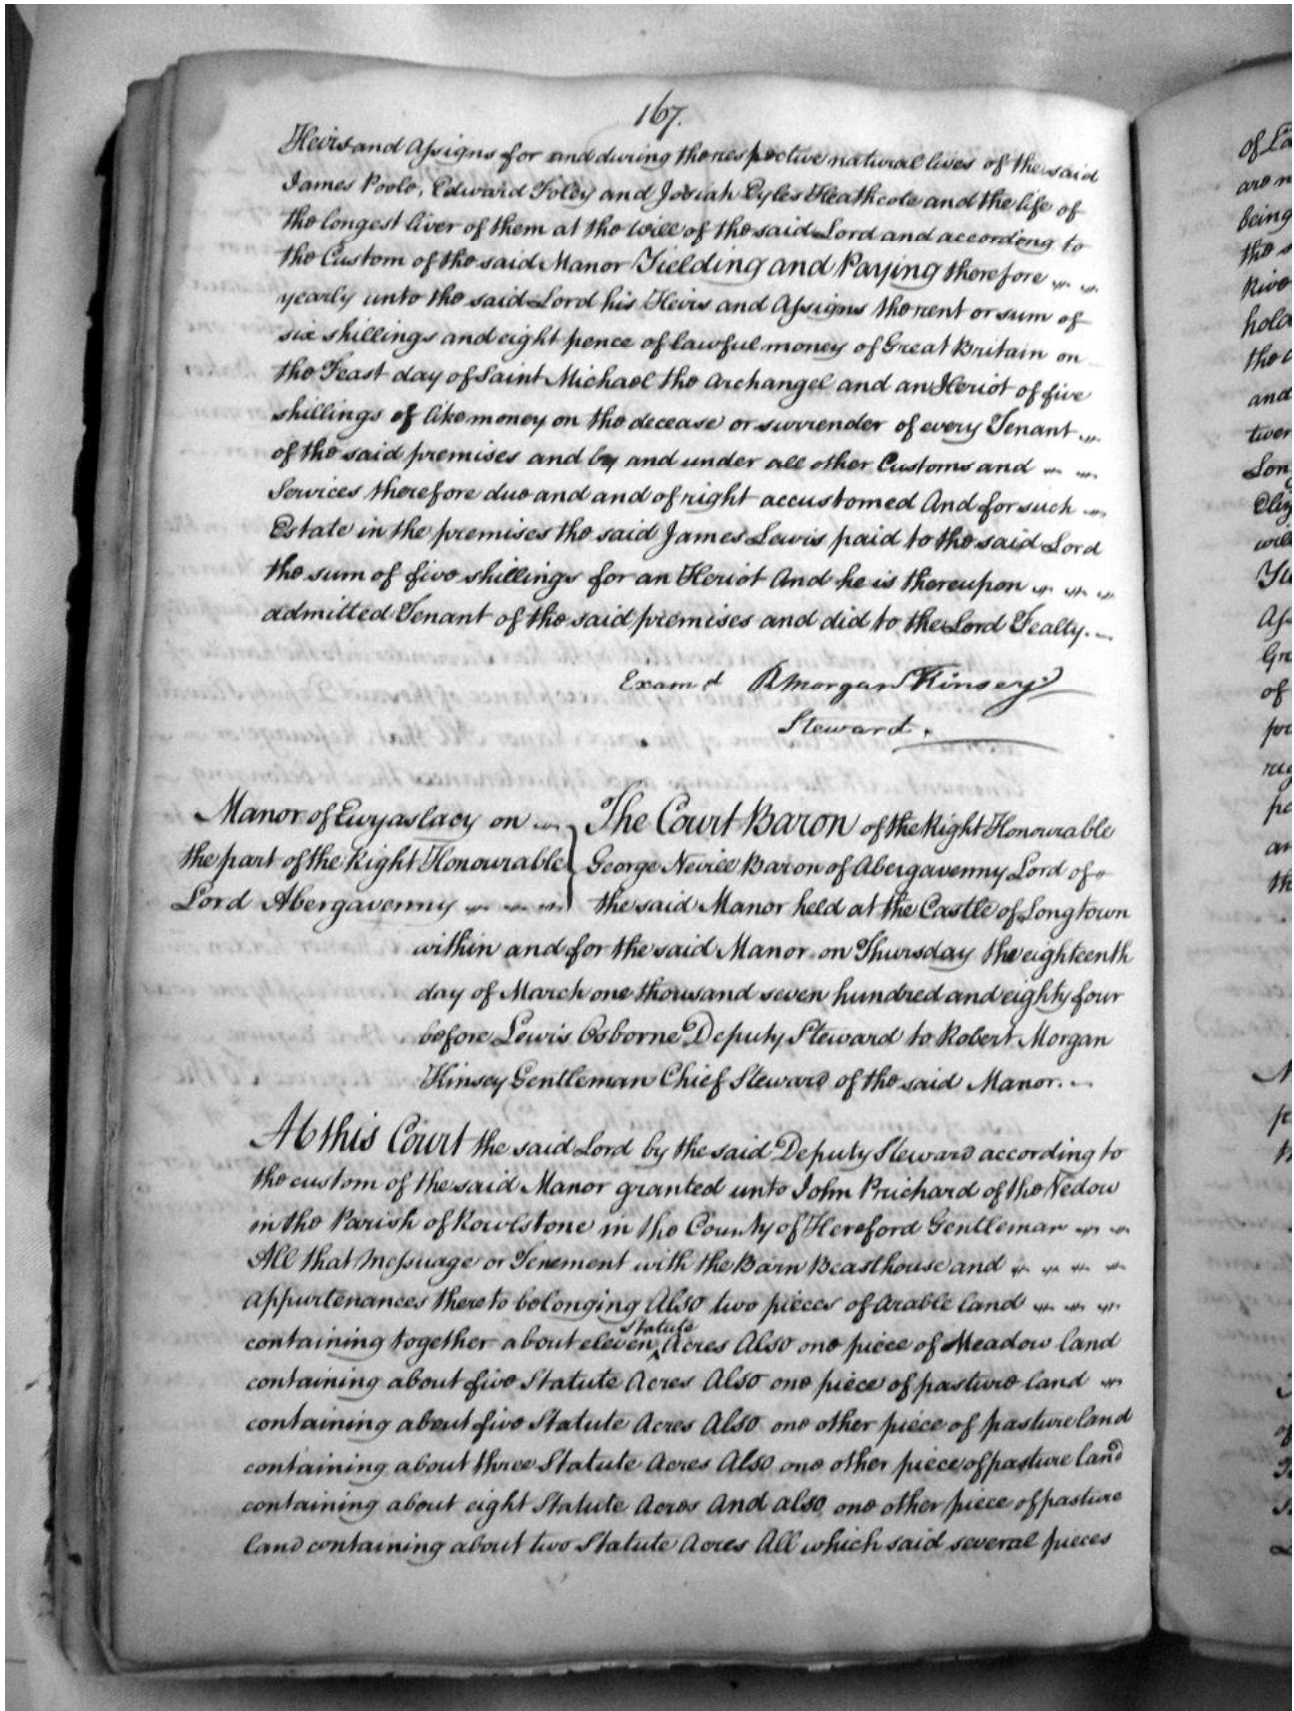 167.
Heirs and Assigns for and during the respective natural lives of the said
James Poole, Edward Foley and Josiah Eyles Heathcote and the life of
the longest liver of them at the will of the said Lord and according to
the Custom of the said Manor Yielding and Paying therefore
yearly unto the said Lord his Heirs and Assigns the rent or sum of
six shillings and eight pence of lawful money of Great Britain on
the Feast day of Saint Michael the Archangel and an Heriot of five
shillings of like money on the decease or surrender of every Tenant
of the said premises and by and under all other Customs and
Services therefore due and and of right accustomed And for such
Estate in the premises the said James Lewis paid to the said Lord
the sum of five shillings for an Heriot And he is thereupon
admitted Tenant of the said premises and did to the Lord Fealty.
Exam.d R Morgan Kinsey
Steward.
Manor of Ewyaslacy on
the part of the Right Honourable
Lord Abergavenny
The Court Baron of the Right Honourable
George Nevill Baron of Abergavenny Lord of
the said Manor held at the Castle of Longtown
within and for the said Manor on Thursday the eighteenth
day of March one thousand seven hundred and eighty four
before Lewis Osborne Deputy Steward to Robert Morgan
Kinsey Gentleman Chief Steward of the said Manor.
At this Court the said Lord by the said Deputy Steward according to
the custom of the said Manor granted unto John Prichard of the Nedow
in the Parish of Rowlstone in the County of Hereford Gentleman
All that Messuage or Tenement with the Barn Beasthouse and
appurtenances thereto belonging Also two pieces of arable land
containing together about eleven Statute Acres Also one piece of Meadow land
containing about five Statute Acres Also one piece of pasture land
containing about five Statute Acres Also one other piece of pasture land
containing about three Statute Acres Also one other piece of pasture land
containing about eight Statute Acres And also one other piece of pasture
land containing about two Statute Acres All which said several pieces